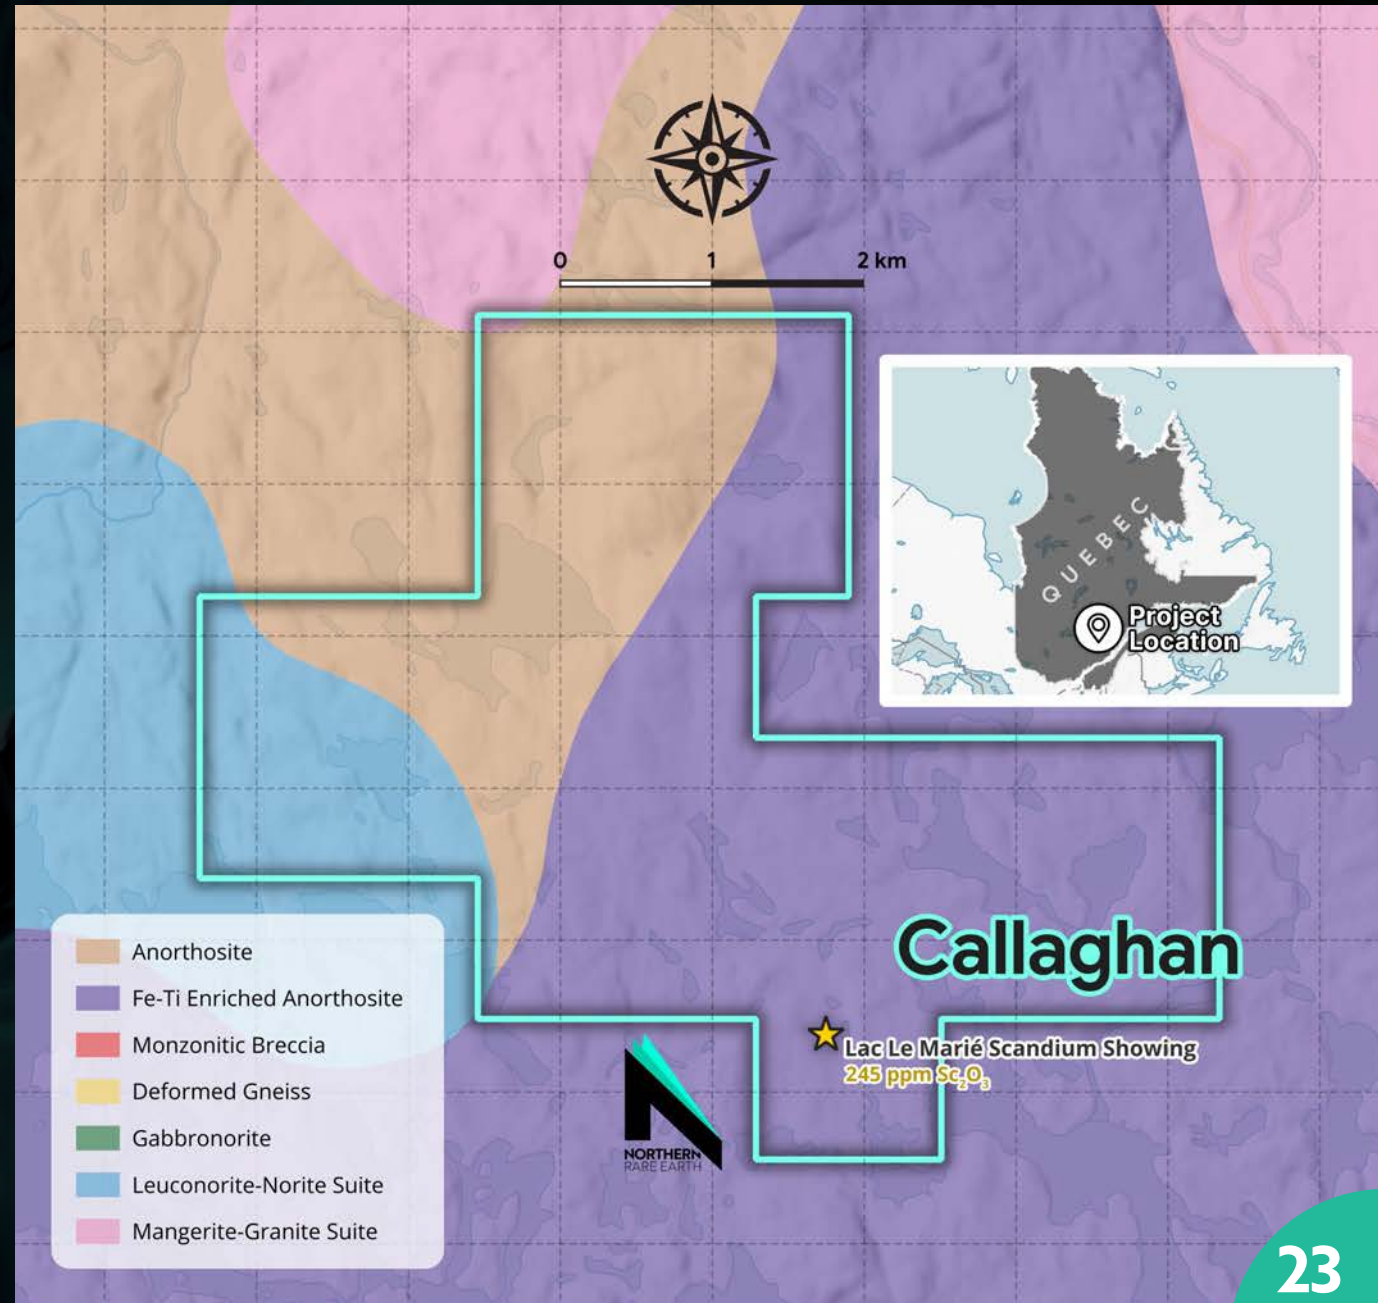 0 1 2 km
QUEBEC
Project
Location
Callaghan
Anorthosite
Fe-Ti Enriched Anorthosite
Monzonitic Breccia
Deformed Gneiss
Gabbronorite
Leuconorite-Norite Suite
Mangerite-Granite Suite
Lac Le Marié Scandium Showing
245 ppm Sc₂O₃
NORTHERN
RARE EARTH
23